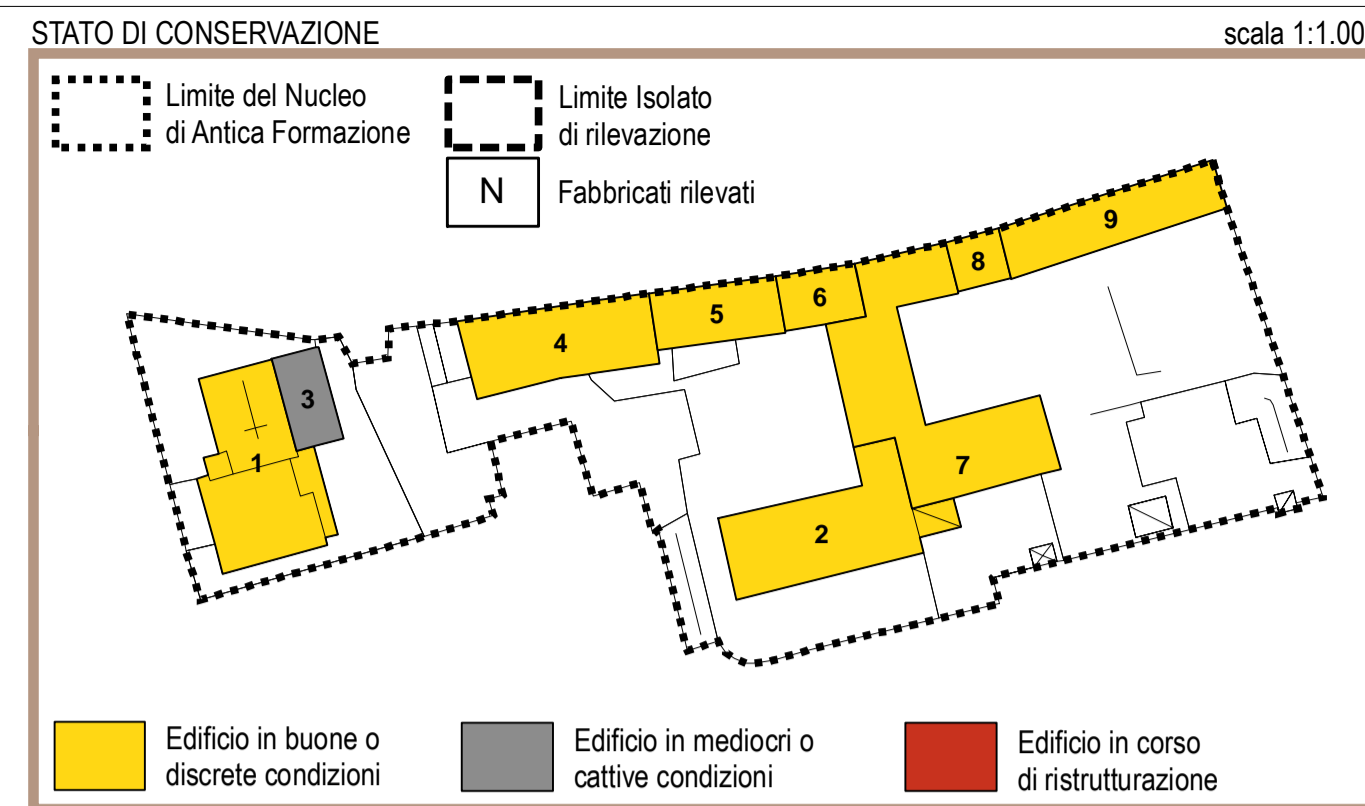 STATO DI CONSERVAZIONE
scala 1:1.00
Limite del Nucleo
di Antica Formazione
Limite Isolato
di rilevazione
N
Fabbricati rilevati
9
8
6
5
4
3
1
7
2
Edificio in buone o
discrete condizioni
Edificio in mediocri o
cattive condizioni
Edificio in corso
di ristrutturazione